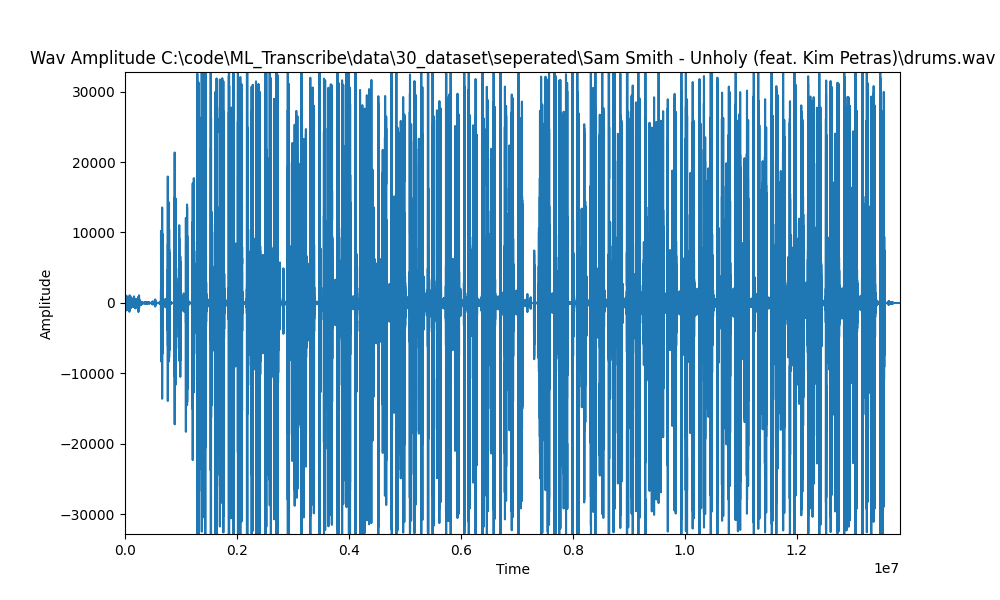 Wav Amplitude C:\code\ML_Transcribe\data\30_dataset\seperated\Sam Smith - Unholy (feat. Kim Petras)\drums.wav
30000
20000
10000
0
−10000
−20000
−30000
Amplitude
0.0 0.2 0.4 0.6 0.8 1.0 1.2
1e7
Time